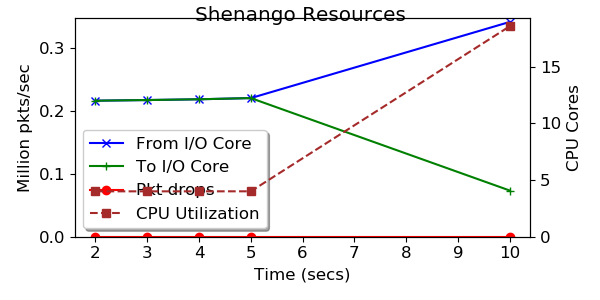 Shenango Resources
Million pkts/sec
0.3
0.2
0.1
0.0
From I/O Core
To I/O Core
Pkt drops
CPU Utilization
15
10
5
0
CPU Cores
2 3 4 5 6 7 8 9 10
Time (secs)